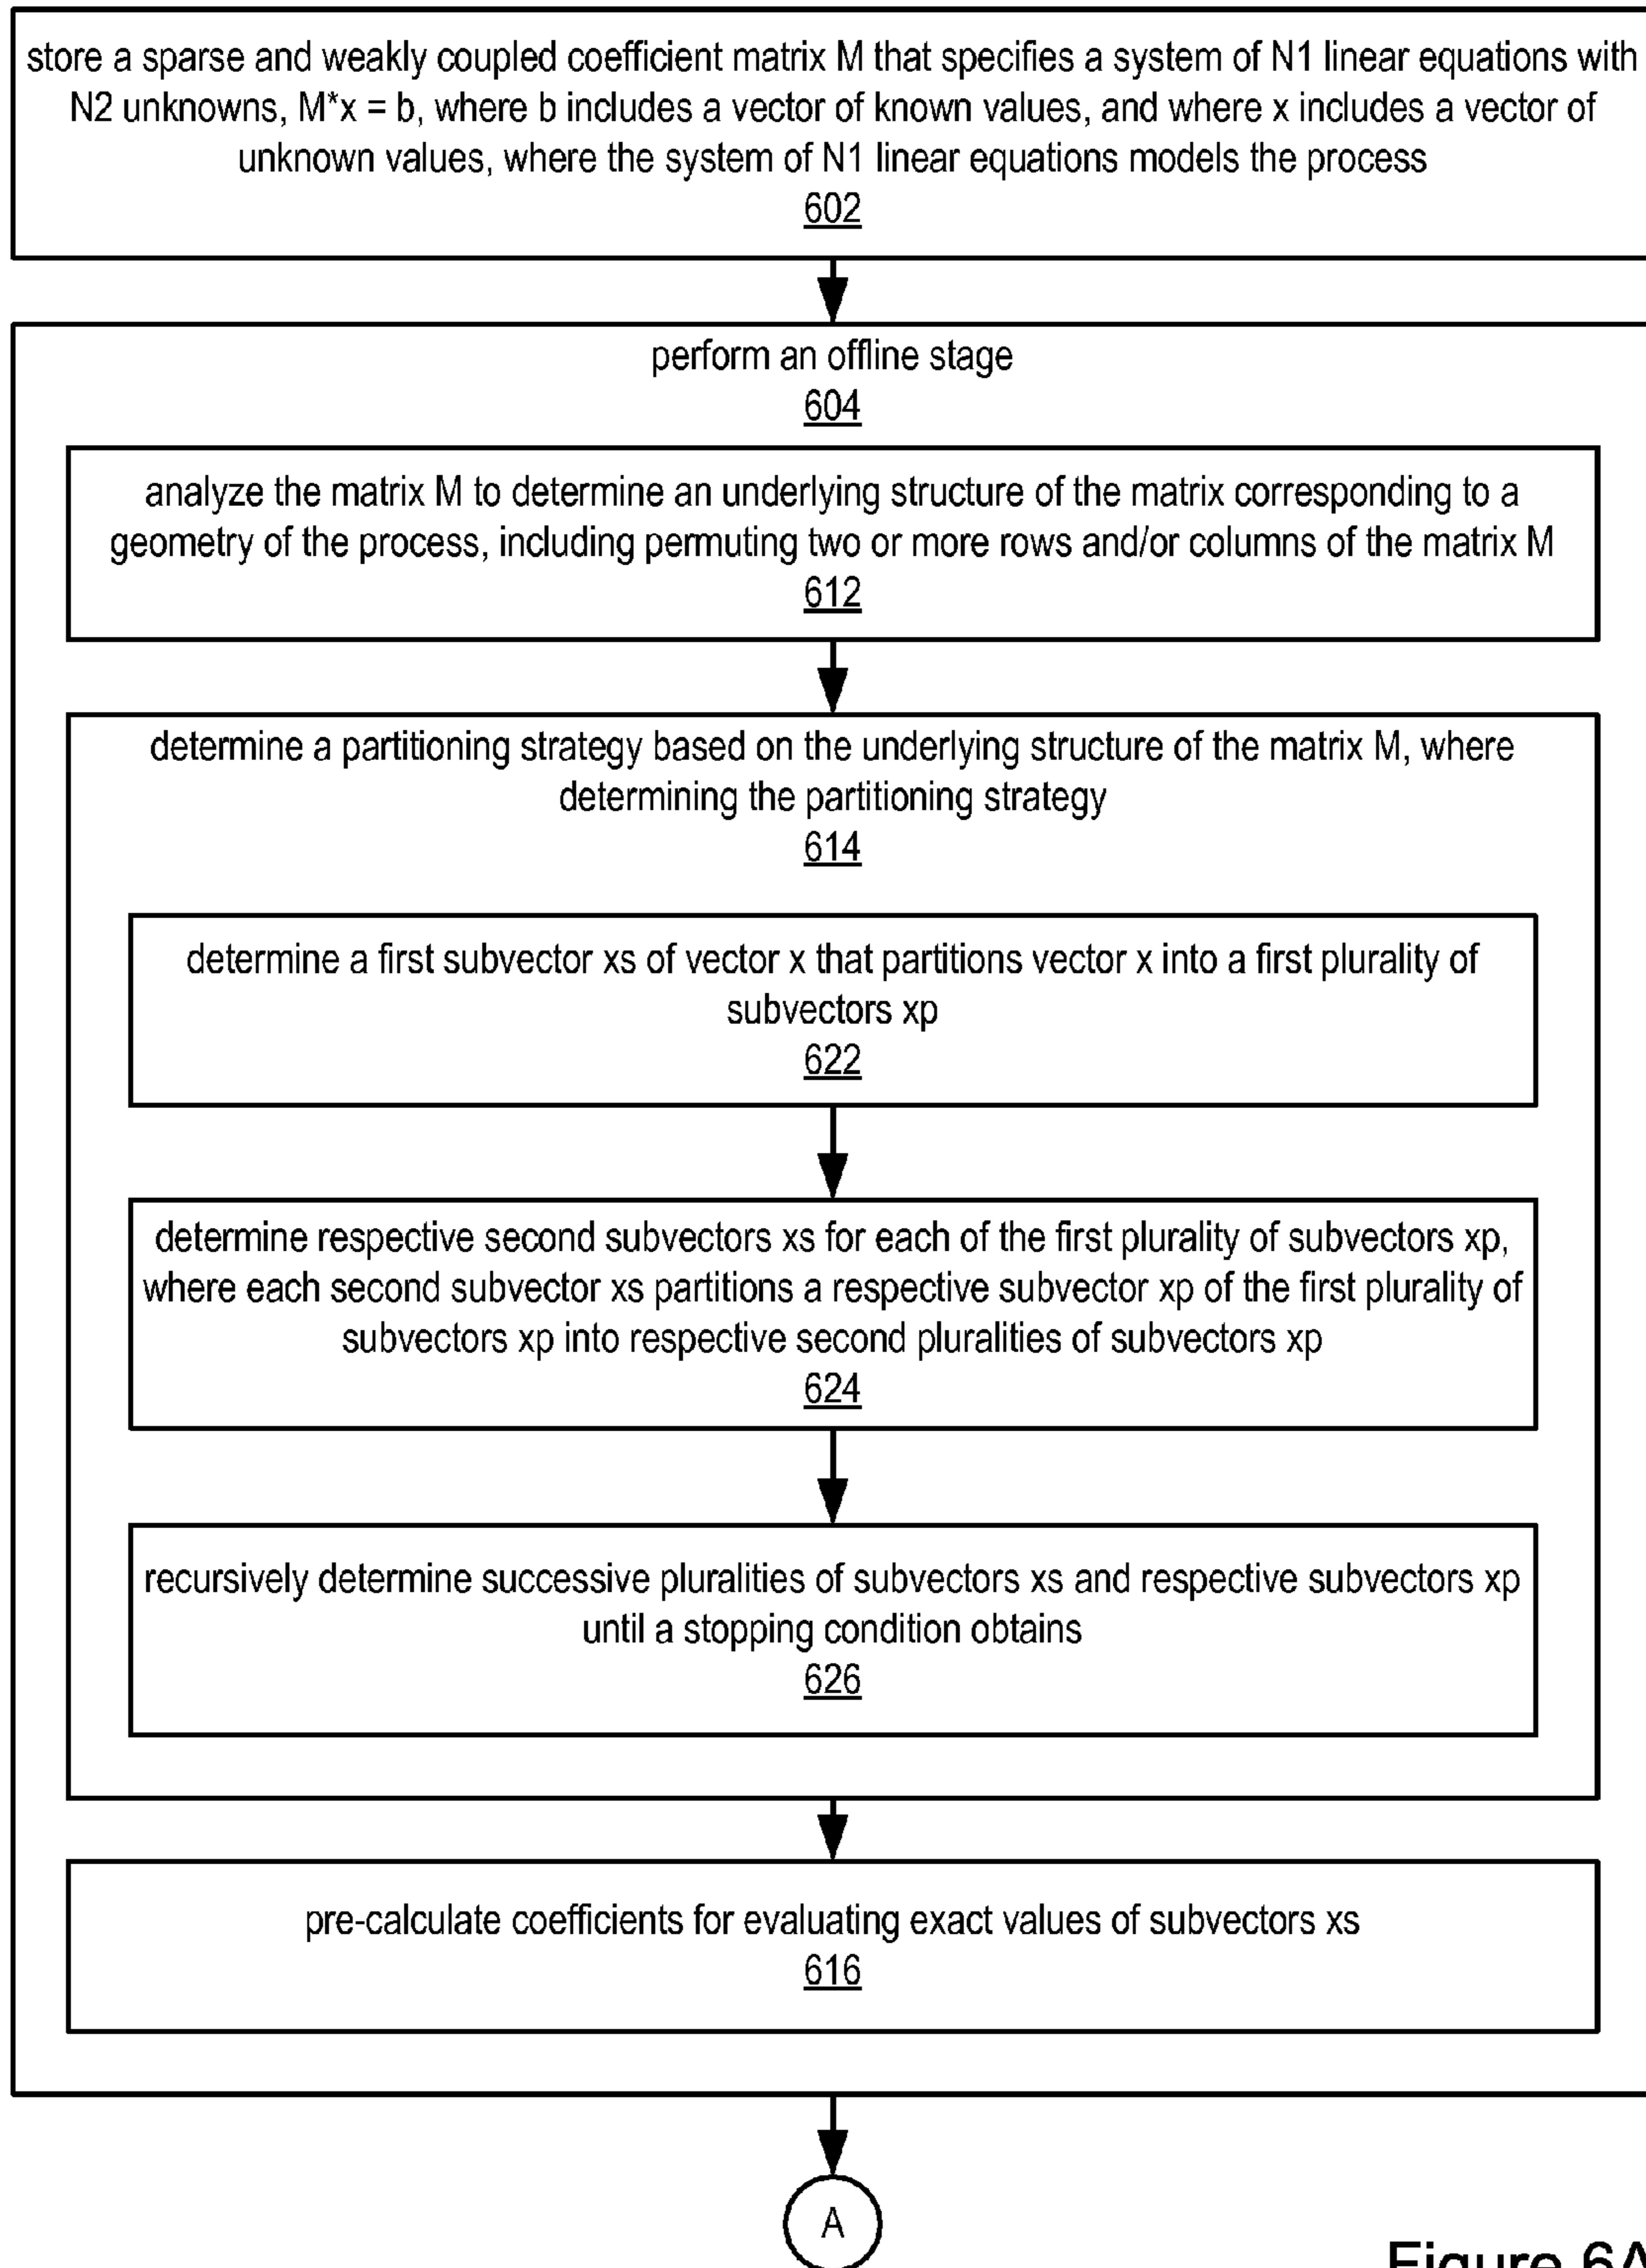 store a sparse and weakly coupled coefficient matrix M that specifies a system of N1 linear equations with
N2 unknowns, M*x = b, where b includes a vector of known values, and where x includes a vector of
unknown values, where the system of N1 linear equations models the process
602
perform an offline stage
604
analyze the matrix M to determine an underlying structure of the matrix corresponding to a
geometry of the process, including permuting two or more rows and/or columns of the matrix M
612
determine a partitioning strategy based on the underlying structure of the matrix M, where
determining the partitioning strategy
614
determine a first subvector xs of vector x that partitions vector x into a first plurality of
subvectors xp
622
determine respective second subvectors xs for each of the first plurality of subvectors xp,
where each second subvector xs partitions a respective subvector xp of the first plurality of
subvectors xp into respective second pluralities of subvectors xp
624
recursively determine successive pluralities of subvectors xs and respective subvectors xp
until a stopping condition obtains
626
pre-calculate coefficients for evaluating exact values of subvectors xs
616
A
Figure 6A